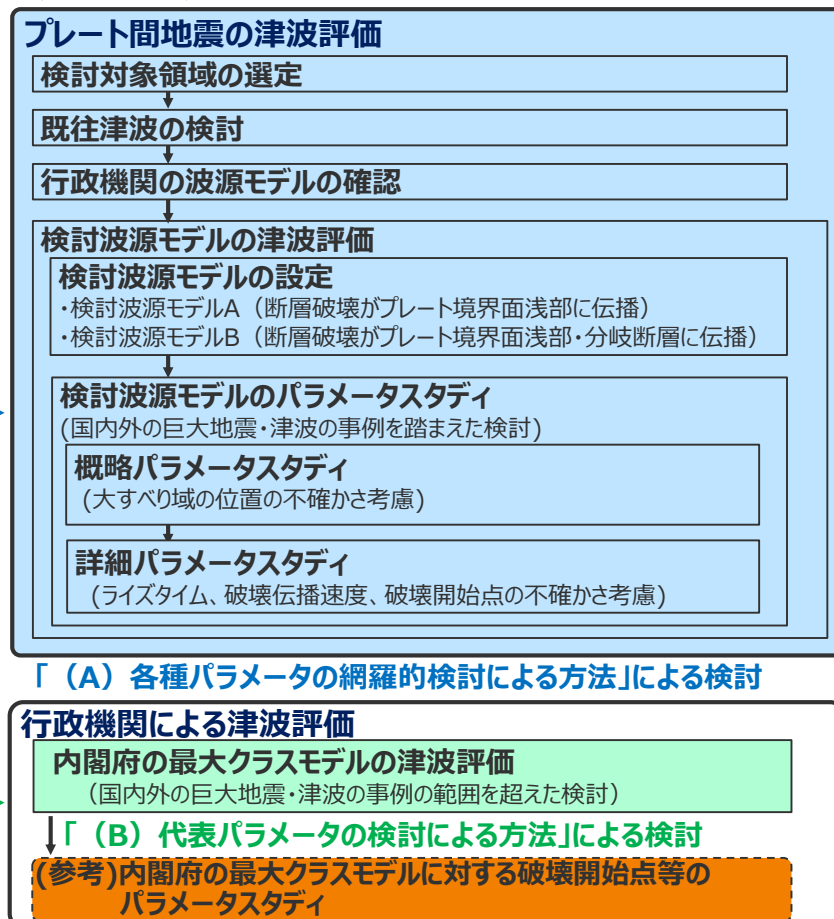 プレート間地震の津波評価
検討対象領域の選定
既往津波の検討
行政機関の波源モデルの確認
検討波源モデルの津波評価
検討波源モデルの設定
・検討波源モデルA（断層破壊がプレート境界面浅部に伝播）
・検討波源モデルB（断層破壊がプレート境界面浅部・分岐断層に伝播）
検討波源モデルのパラメータスタディ
(国内外の巨大地震・津波の事例を踏まえた検討)
概略パラメータスタディ
(大すべり域の位置の不確かさ考慮)
詳細パラメータスタディ
(ライズタイム、破壊伝播速度、破壊開始点の不確かさ考慮)
「（A）各種パラメータの網羅的検討による方法」による検討
行政機関による津波評価
内閣府の最大クラスモデルの津波評価
（国内外の巨大地震・津波の事例の範囲を超えた検討）
「（B）代表パラメータの検討による方法」による検討
(参考)内閣府の最大クラスモデルに対する破壊開始点等の
パラメータスタディ